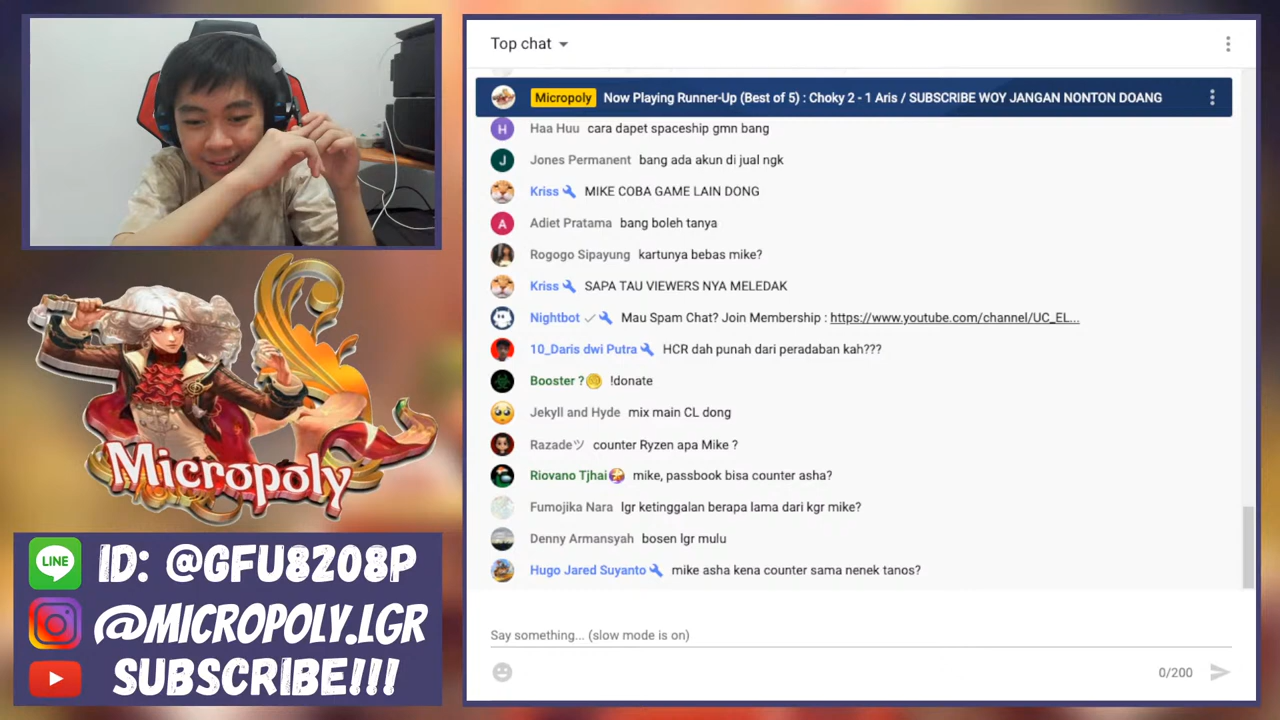 Top chat
Micropoly Now Playing Runner-Up (Best of 5) : Choky 2 - 1 Aris / SUBSCRIBE WOY JANGAN NONTON DOANG
H Haa Huu cara dapet spaceship gmn bang
J Jones Permanent bang ada akun di jual ngk
Kriss MIKE COBA GAME LAIN DONG
A Adiet Pratama bang boleh tanya
Rogogo Sipayung kartunya bebas mike?
Kriss SAPA TAU VIEWERS NYA MELEDAK
Nightbot Mau Spam Chat? Join Membership : https://www.youtube.com/channel/UC_EL...
10_Daris dwi Putra HCR dah punah dari peradaban kah???
Booster ? !donate
Jekyll and Hyde mix main CL dong
Razadeツ counter Ryzen apa Mike ?
Riovano Tjhai mike, passbook bisa counter asha?
Fumojika Nara lgr ketinggalan berapa lama dari kgr mike?
Denny Armansyah bosen lgr mulu
Hugo Jared Suyanto mike asha kena counter sama nenek tanos?
Say something... (slow mode is on)
0/200
Micropoly
LINE ID: @GFU8208P
@MICROPOLY.LGR
SUBSCRIBE!!!